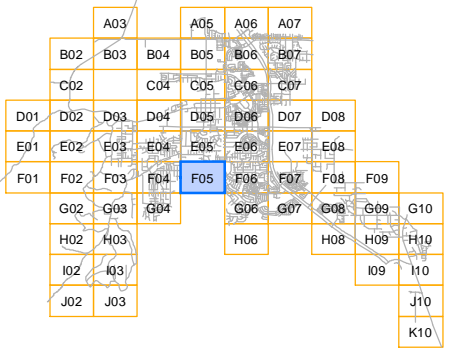 A03 A05 A06 A07
B02 B03 B04 B05 B06 B07
C02 C04 C05 C06 C07
D01 D02 D03 D04 D05 D06 D07 D08
E01 E02 E03 E04 E05 E06 E07 E08
F01 F02 F03 F04 F05 F06 F07 F08 F09
G02 G03 G04 G06 G07 G08 G09 G10
H02 H03 H06 H08 H09 H10
I02 I03 I09 I10
J02 J03 J10
K10